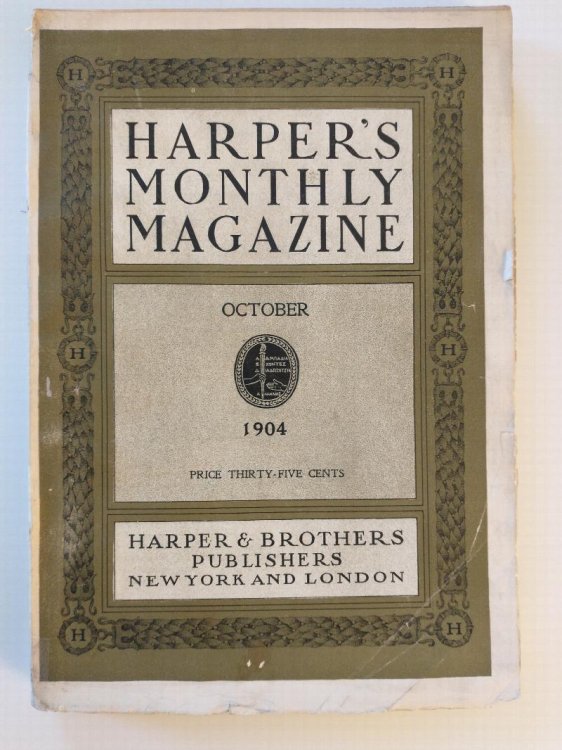 H
H
HARPER'S
MONTHLY
MAGAZINE
OCTOBER
H
H
1904
PRICE THIRTY-FIVE CENTS
HARPER & BROTHERS
PUBLISHERS
NEW YORK AND LONDON
H
H